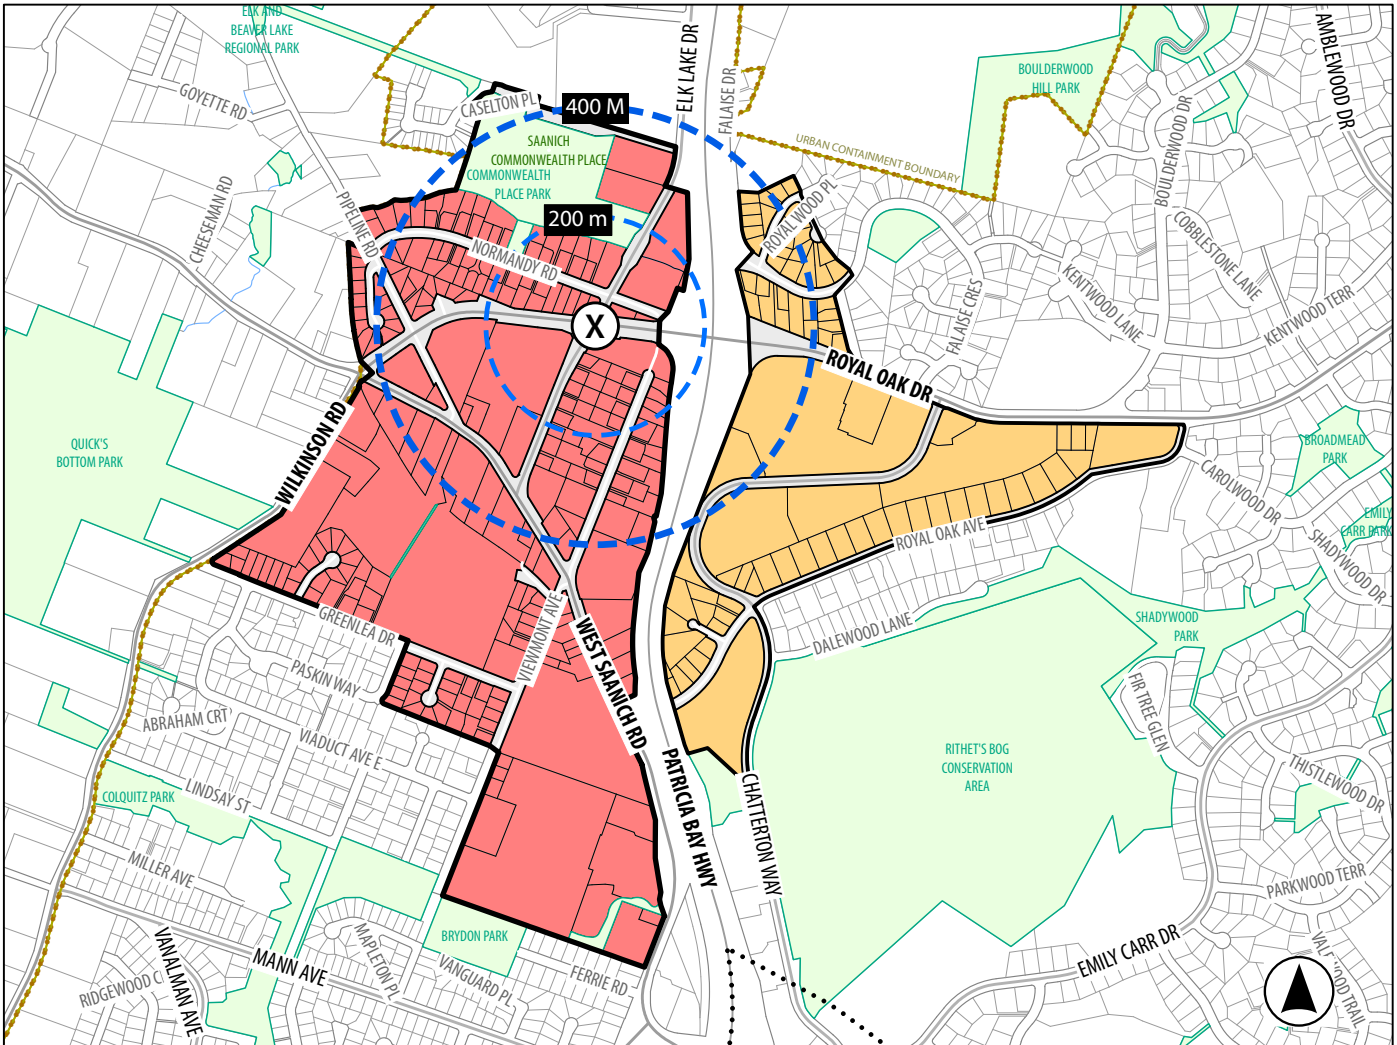 ELK AND
BEAVER LAKE
REGIONAL PARK
ELK LAKE DR
FALAISE DR
AMBLEWOOD DR
BOULDERWOOD
HILL PARK
GOYETTE RD
CASELTON PL
400 M
BOULDERWOOD DR
URBAN CONTAINMENT BOUNDARY
SAANICH
COMMONWEALTH PLACE
COMMONWEALTH
PLACE PARK
CHEESEMAN RD
PIPELINE RD
200 m
ROYAL WOOD PL
COBBLESTONE LANE
NORMANDY RD
KENTWOOD LANE
FALAISE CRES
KENTWOOD TERR
X
ROYAL OAK DR
WILKINSON RD
QUICK'S
BOTTOM PARK
BROADMEAD
PARK
CAROLWOOD DR
EMILY
CARR PARK
ROYAL OAK AVE
SHADYWOOD DR
GREENLEA DR
VIEWMONT AVE
WEST SAANICH RD
DALEWOOD LANE
SHADYWOOD
PARK
PASKIN WAY
FIR TREE GLEN
ABRAHAM CRT
VIADUCT AVE E
PATRICIA BAY HWY
RITHET'S BOG
CONSERVATION
AREA
THISTLEWOOD DR
COLQUITZ PARK
LINDSAY ST
CHATTERTON WAY
MILLER AVE
PARKWOOD TERR
BRYDON PARK
VANALMAN AVE
MANN AVE
MAPLETON PL
VANGUARD PL
FERRIE RD
EMILY CARR DR
RIDGEWOOD C